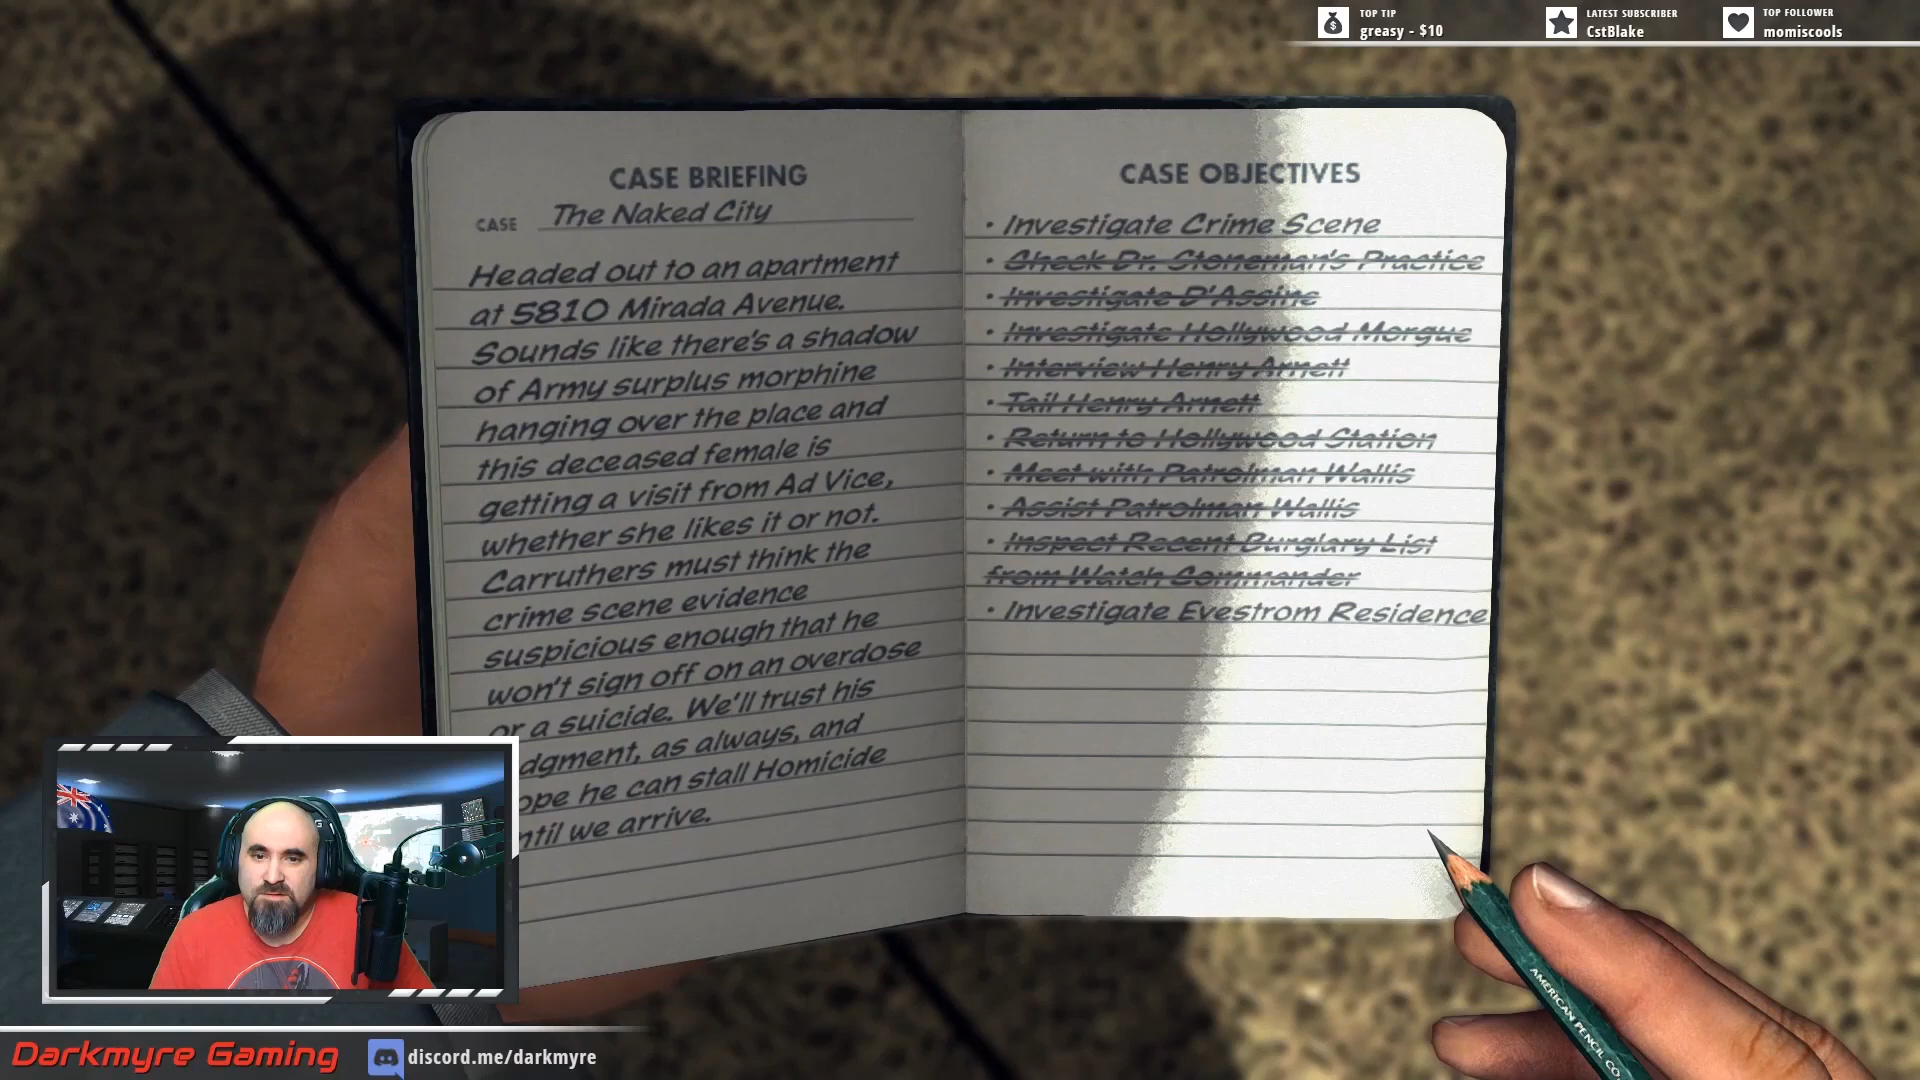 TOP TIP
greasy - $10
LATEST SUBSCRIBER
CstBlake
TOP FOLLOWER
momiscools
CASE BRIEFING
CASE The Naked City
Headed out to an apartment
at 5810 Mirada Avenue.
Sounds like there's a shadow
of Army surplus morphine
hanging over the place and
this deceased female is
getting a visit from Ad Vice,
whether she likes it or not.
Carruthers must think the
crime scene evidence
suspicious enough that he
won't sign off on an overdose
or a suicide. We'll trust his
dgment, as always, and
ope he can stall Homicide
ntil we arrive.
CASE OBJECTIVES
• Investigate Crime Scene
• Check Dr. Stoneman's Practice
• Investigate D'Assine
• Investigate Hollywood Morgue
• Interview Henry Arnett
• Tail Henry Arnett
• Return to Hollywood Station
• Meet with Patrolman Wallis
• Assist Patrolman Wallis
• Inspect Recent Burglary List
from Watch Commander
• Investigate Evestrom Residence
AMERICAN PENCIL CO.
Darkmyre Gaming
discord.me/darkmyre